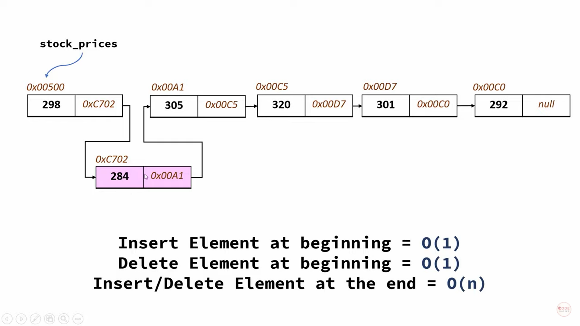 stock_prices
0x00500
0x00A1
0x00C5
0x00D7
0x00C0
298 0xC702
305 0x00C5
320 0x00D7
301 0x00C0
292 null
0xC702
284 0x00A1
Insert Element at beginning = O(1)
Delete Element at beginning = O(1)
Insert/Delete Element at the end = O(n)